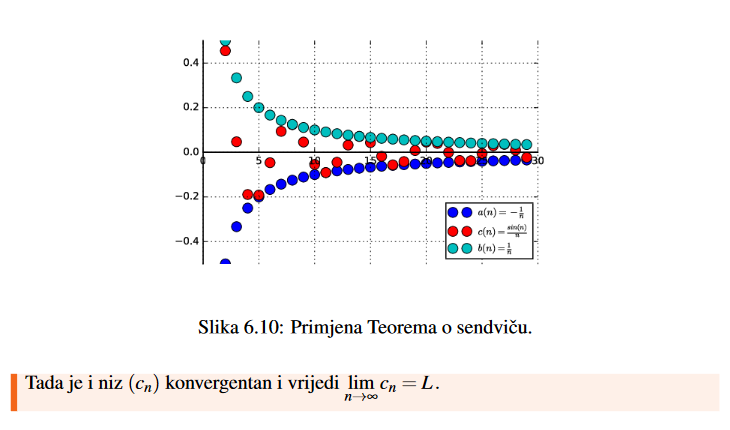 0.4
0.2
0.0
−0.2
−0.4
0 5 10 15 20 25 30
a(n) = −1/n
c(n) = sin(n)/n
b(n) = 1/n
Slika 6.10: Primjena Teorema o sendviču.
Tada je i niz (cₙ) konvergentan i vrijedi lim cₙ = L.
n→∞